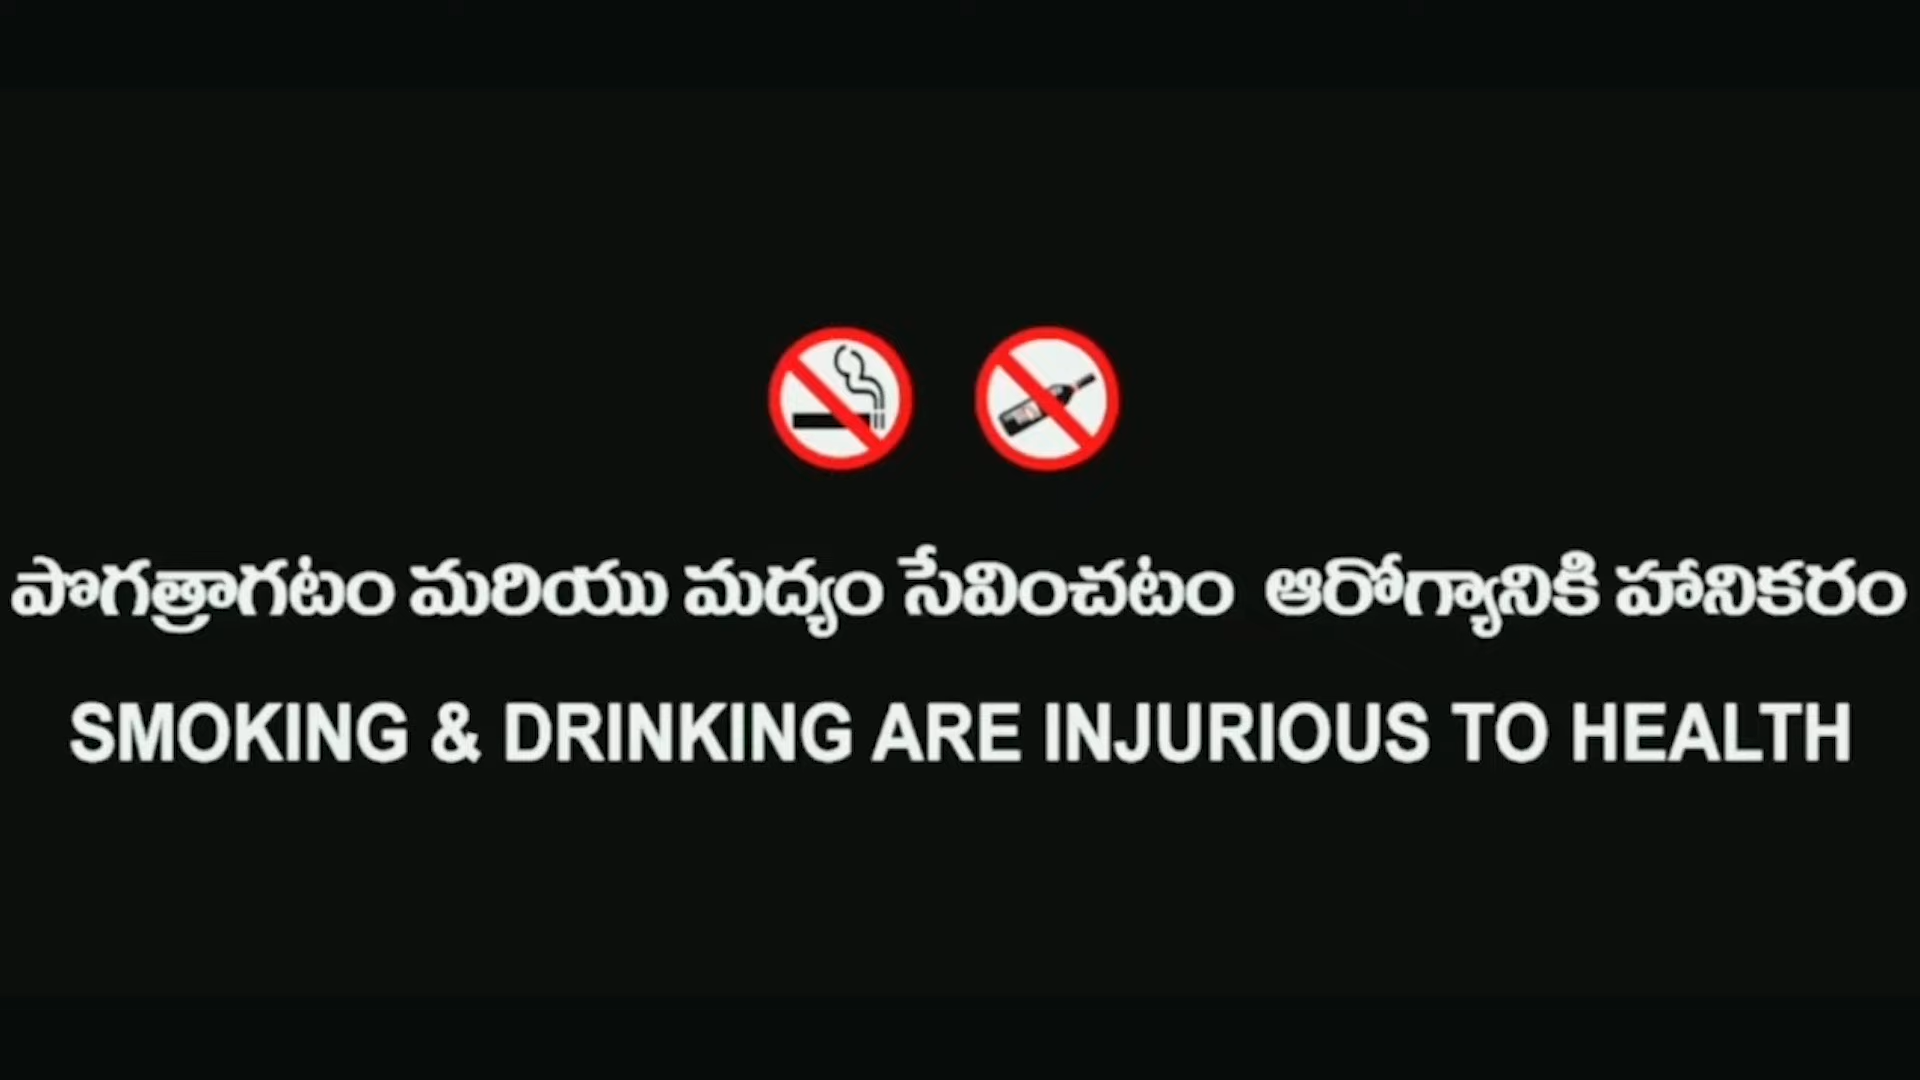 పొగత్రాగటం మరియు మద్యం సేవించటం ఆరోగ్యానికి హానికరం
SMOKING & DRINKING ARE INJURIOUS TO HEALTH